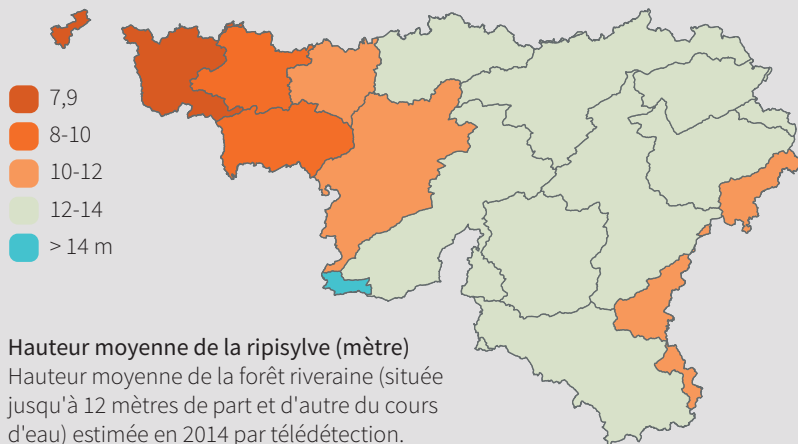 7,9
8-10
10-12
12-14
> 14 m
Hauteur moyenne de la ripisylve (mètre)
Hauteur moyenne de la forêt riveraine (située
jusqu'à 12 mètres de part et d'autre du cours
d'eau) estimée en 2014 par télédétection.